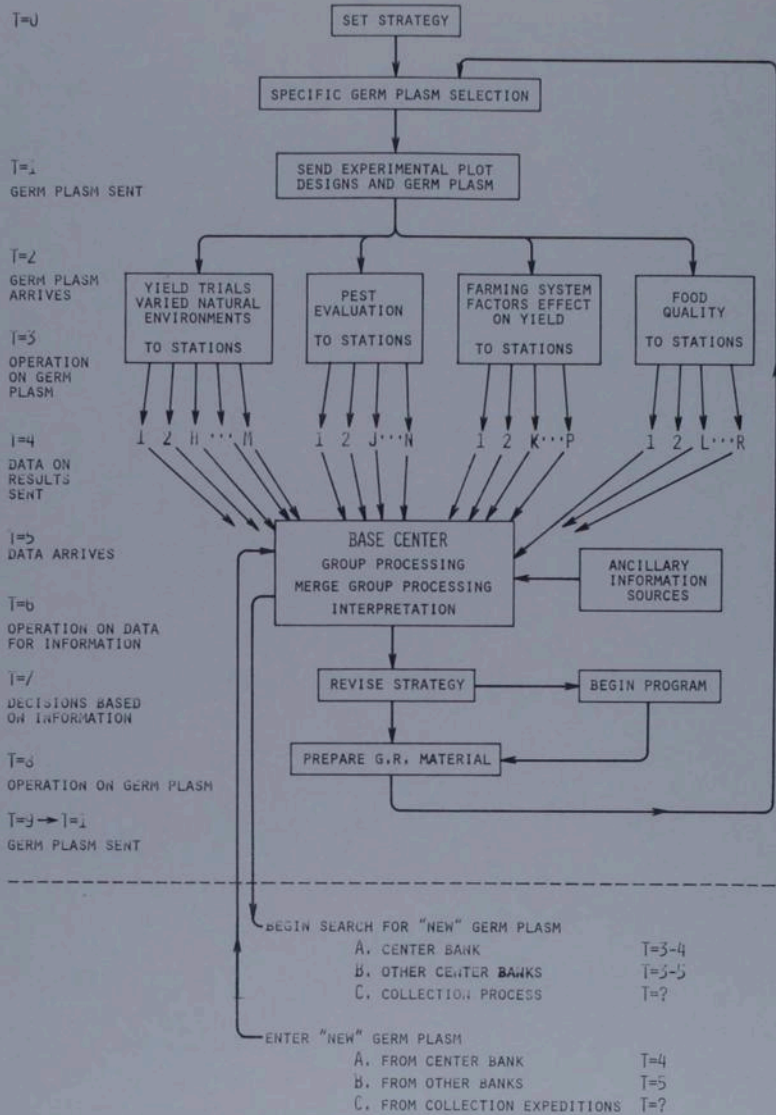 T=0
SET STRATEGY
SPECIFIC GERM PLASM SELECTION
T=1
GERM PLASM SENT
SEND EXPERIMENTAL PLOT
DESIGNS AND GERM PLASM
T=2
GERM PLASM
ARRIVES
YIELD TRIALS
VARIED NATURAL
ENVIRONMENTS
TO STATIONS
PEST
EVALUATION
TO STATIONS
FARMING SYSTEM
FACTORS EFFECT
ON YIELD
TO STATIONS
FOOD
QUALITY
TO STATIONS
T=3
OPERATION
ON GERM
PLASM
T=4
DATA ON
RESULTS
SENT
1 2 H···M
1 2 J···N
1 2 K···P
1 2 L···R
T=5
DATA ARRIVES
BASE CENTER
GROUP PROCESSING
MERGE GROUP PROCESSING
INTERPRETATION
ANCILLARY
INFORMATION
SOURCES
T=6
OPERATION ON DATA
FOR INFORMATION
T=7
DECISIONS BASED
ON INFORMATION
REVISE STRATEGY
BEGIN PROGRAM
T=8
OPERATION ON GERM PLASM
PREPARE G.R. MATERIAL
T=9→T=1
GERM PLASM SENT
BEGIN SEARCH FOR "NEW" GERM PLASM
A. CENTER BANK T=3-4
B. OTHER CENTER BANKS T=3-5
C. COLLECTION PROCESS T=?
ENTER "NEW" GERM PLASM
A. FROM CENTER BANK T=4
B. FROM OTHER BANKS T=5
C. FROM COLLECTION EXPEDITIONS T=?